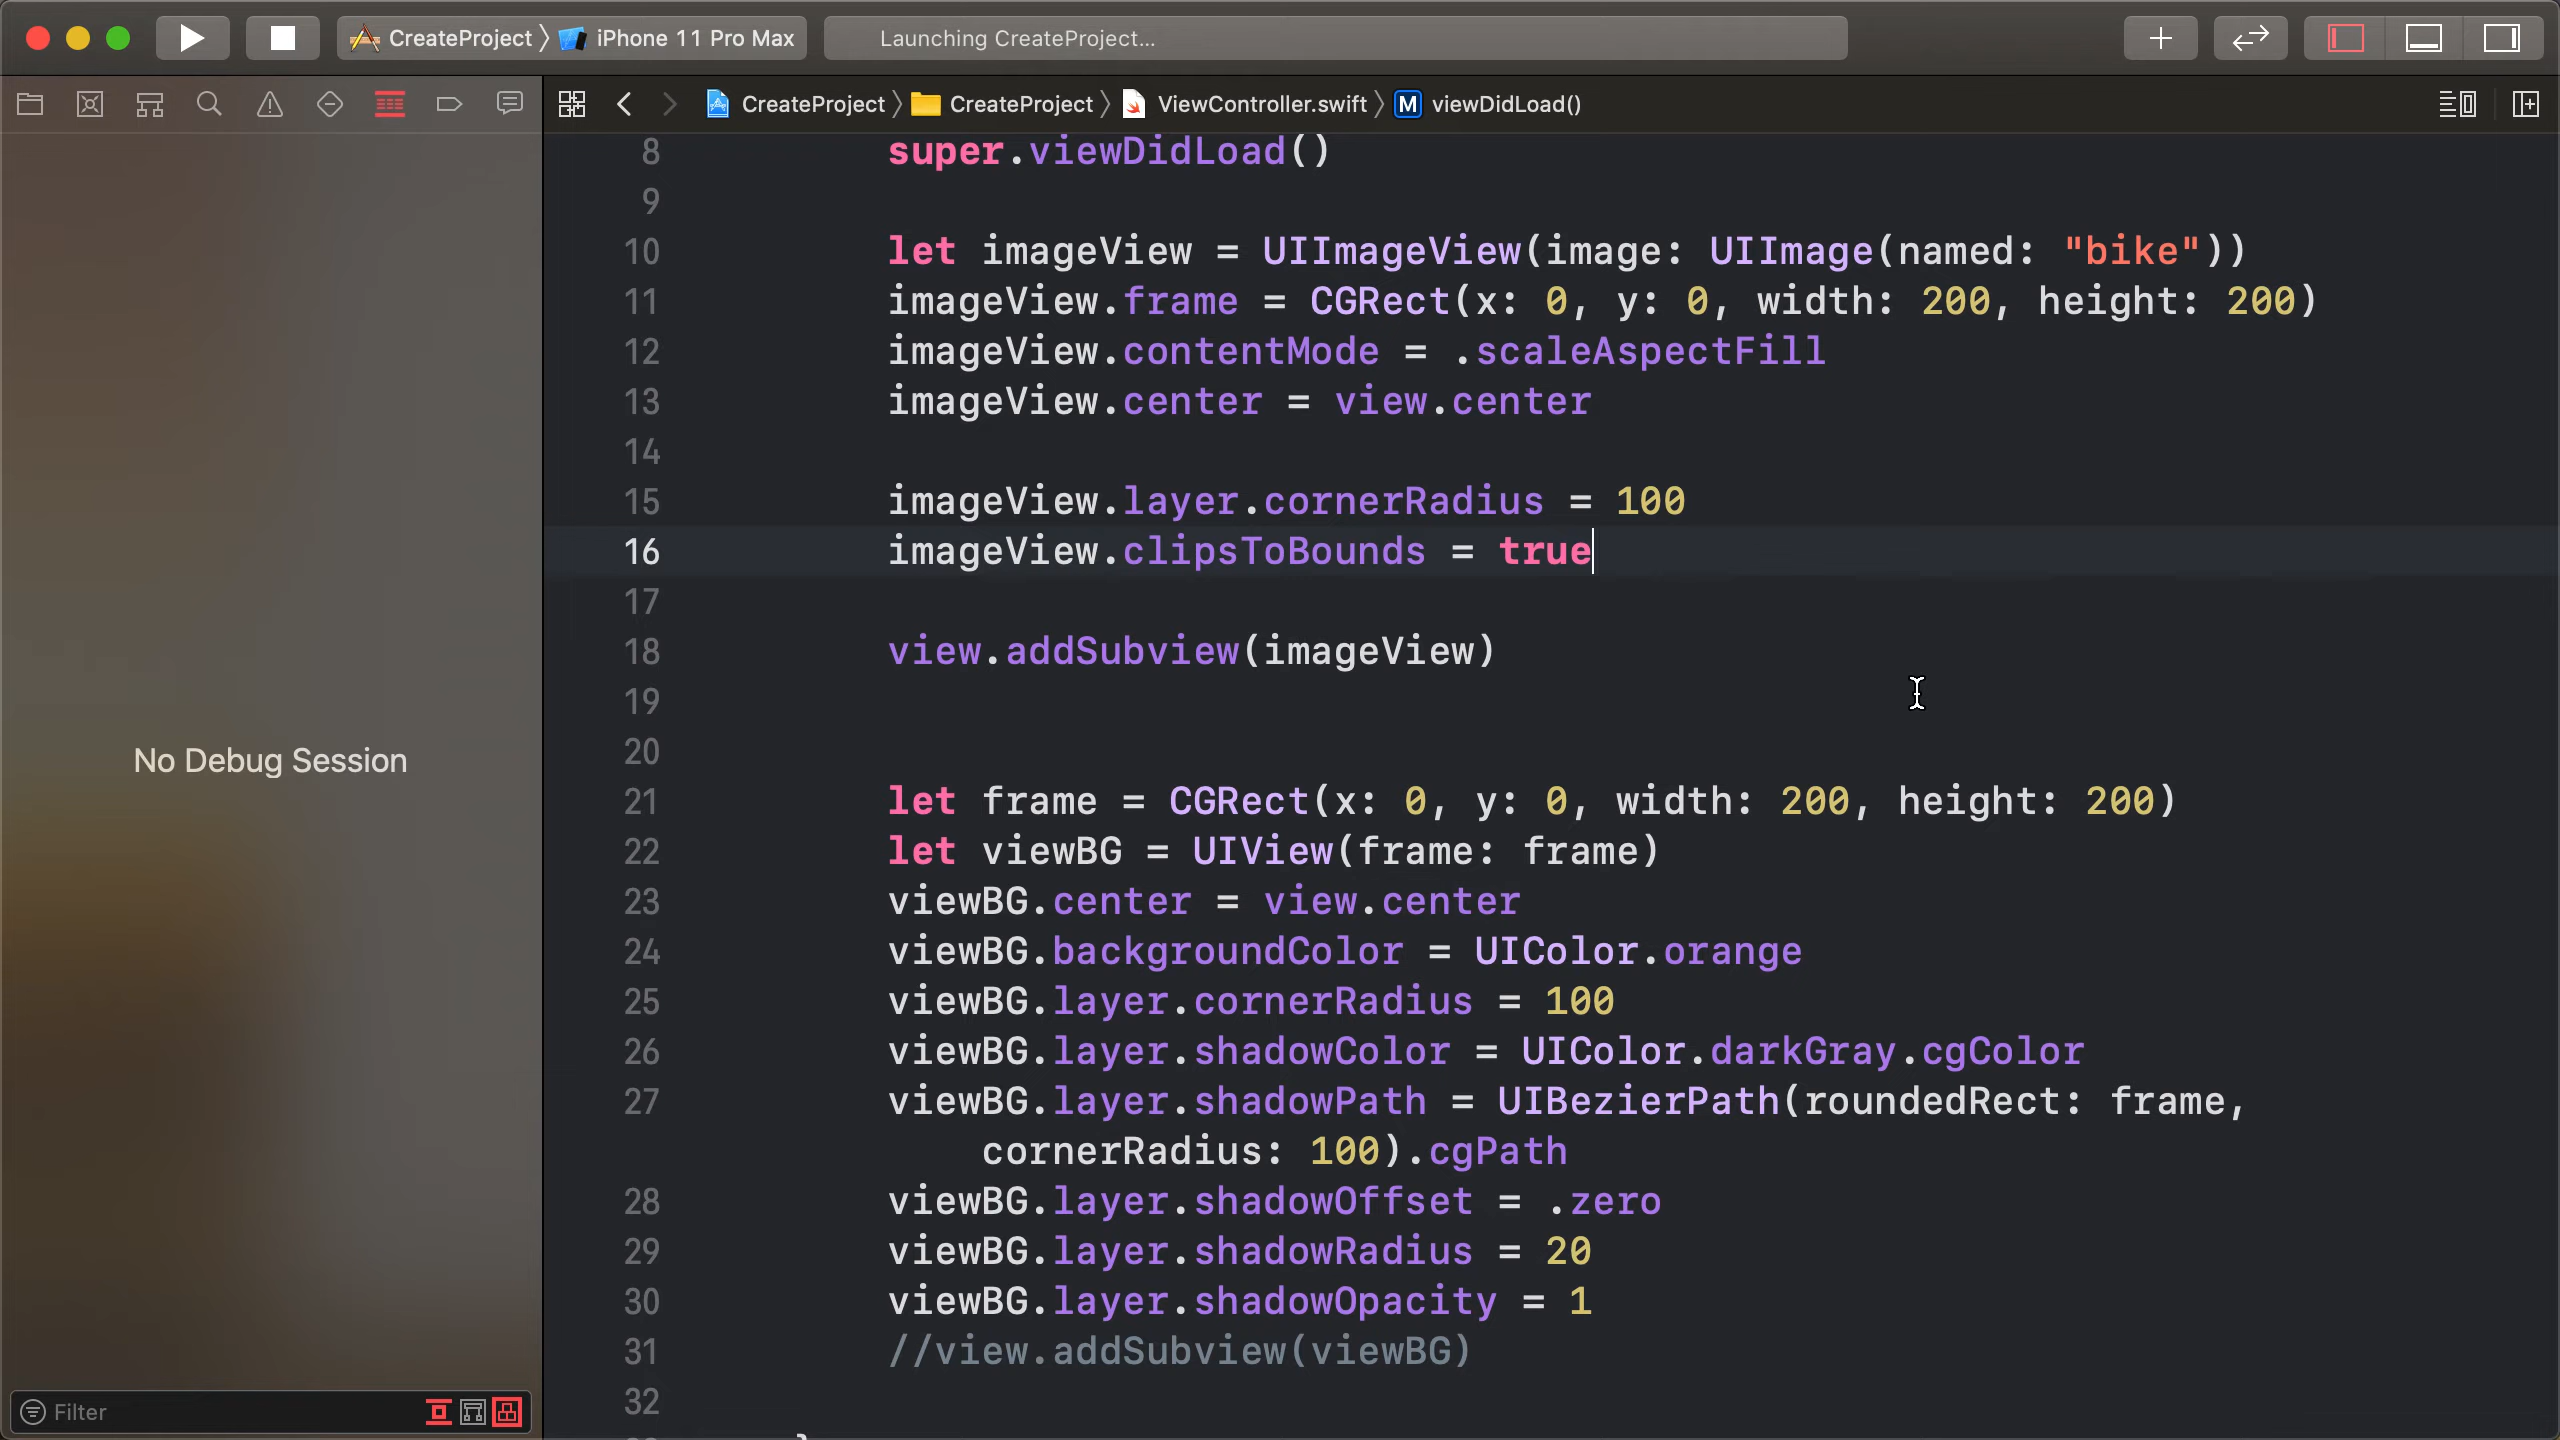 CreateProject 〉 iPhone 11 Pro Max
Launching CreateProject...
CreateProject 〉 CreateProject 〉 ViewController.swift 〉 M viewDidLoad()
8 super.viewDidLoad()
9
10 let imageView = UIImageView(image: UIImage(named: "bike"))
11 imageView.frame = CGRect(x: 0, y: 0, width: 200, height: 200)
12 imageView.contentMode = .scaleAspectFill
13 imageView.center = view.center
14
15 imageView.layer.cornerRadius = 100
16 imageView.clipsToBounds = true
17
18 view.addSubview(imageView)
19
20
21 let frame = CGRect(x: 0, y: 0, width: 200, height: 200)
22 let viewBG = UIView(frame: frame)
23 viewBG.center = view.center
24 viewBG.backgroundColor = UIColor.orange
25 viewBG.layer.cornerRadius = 100
26 viewBG.layer.shadowColor = UIColor.darkGray.cgColor
27 viewBG.layer.shadowPath = UIBezierPath(roundedRect: frame,
cornerRadius: 100).cgPath
28 viewBG.layer.shadowOffset = .zero
29 viewBG.layer.shadowRadius = 20
30 viewBG.layer.shadowOpacity = 1
31 //view.addSubview(viewBG)
32
No Debug Session
Filter